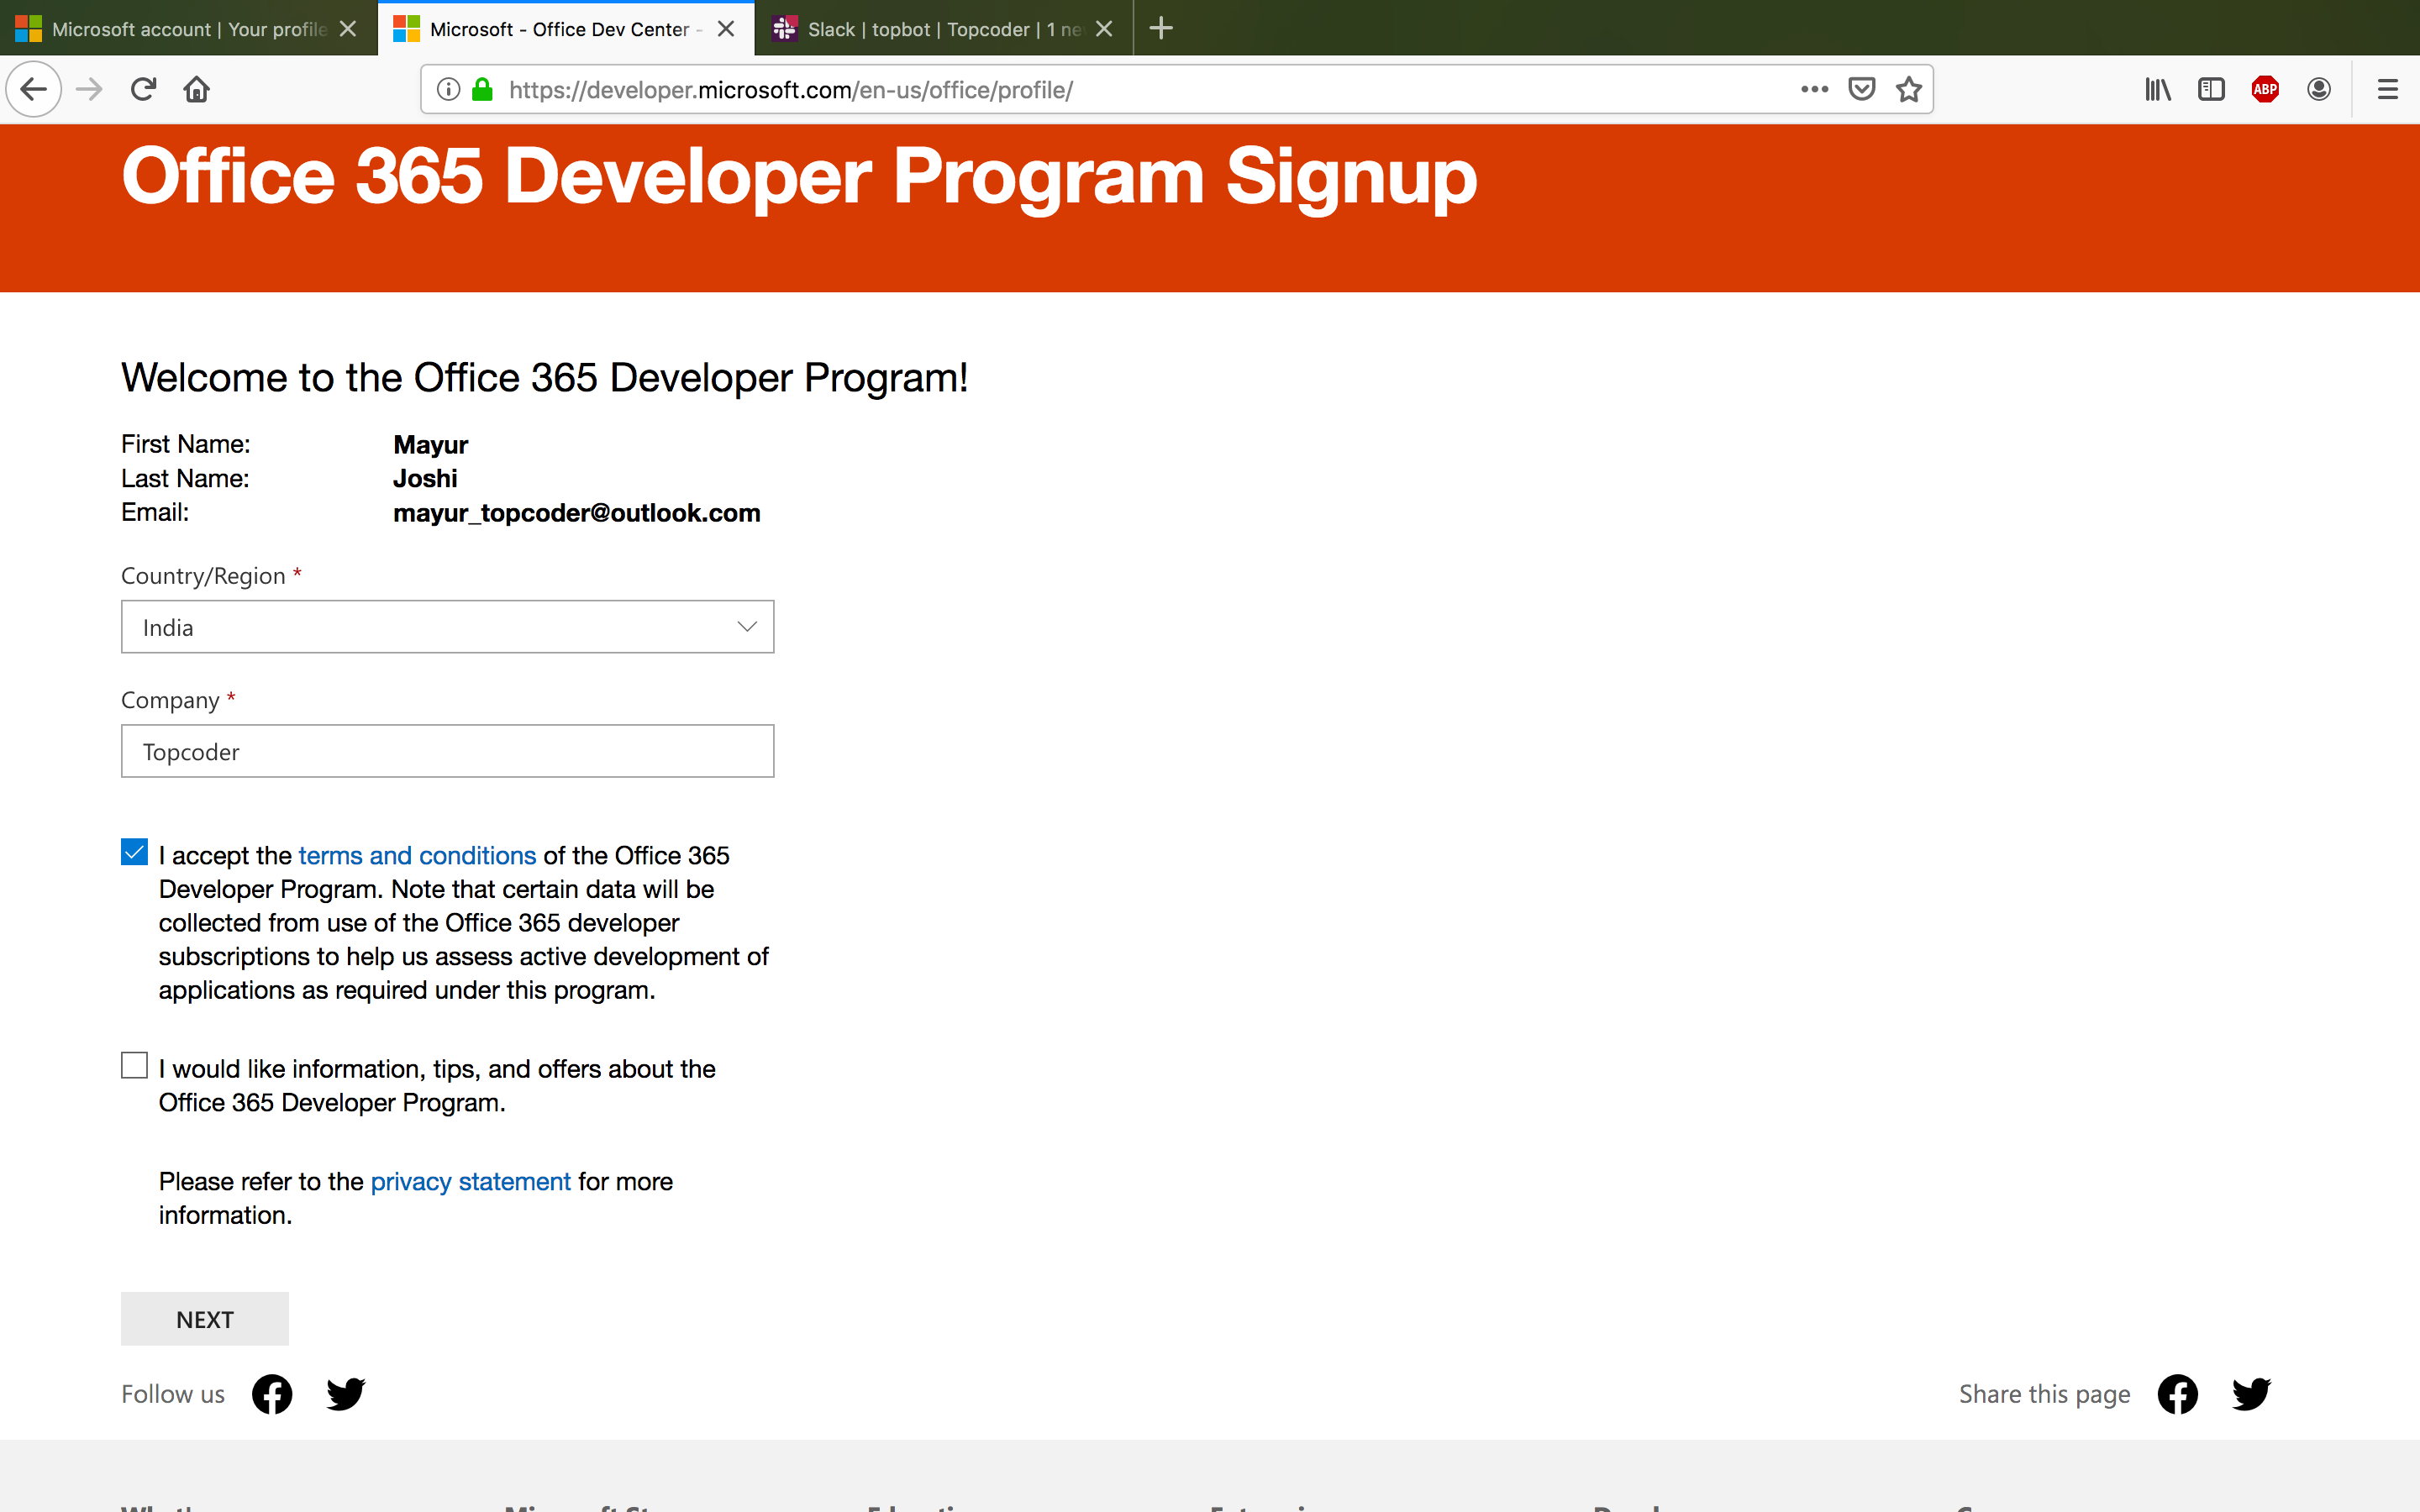 Microsoft account | Your profile
Microsoft - Office Dev Center -
Slack | topbot | Topcoder | 1 ne
https://developer.microsoft.com/en-us/office/profile/
ABP
Office 365 Developer Program Signup
Welcome to the Office 365 Developer Program!
First Name: Mayur
Last Name: Joshi
Email: mayur_topcoder@outlook.com
Country/Region *
India
Company *
Topcoder
I accept the terms and conditions of the Office 365
Developer Program. Note that certain data will be
collected from use of the Office 365 developer
subscriptions to help us assess active development of
applications as required under this program.
I would like information, tips, and offers about the
Office 365 Developer Program.
Please refer to the privacy statement for more
information.
NEXT
Follow us
Share this page